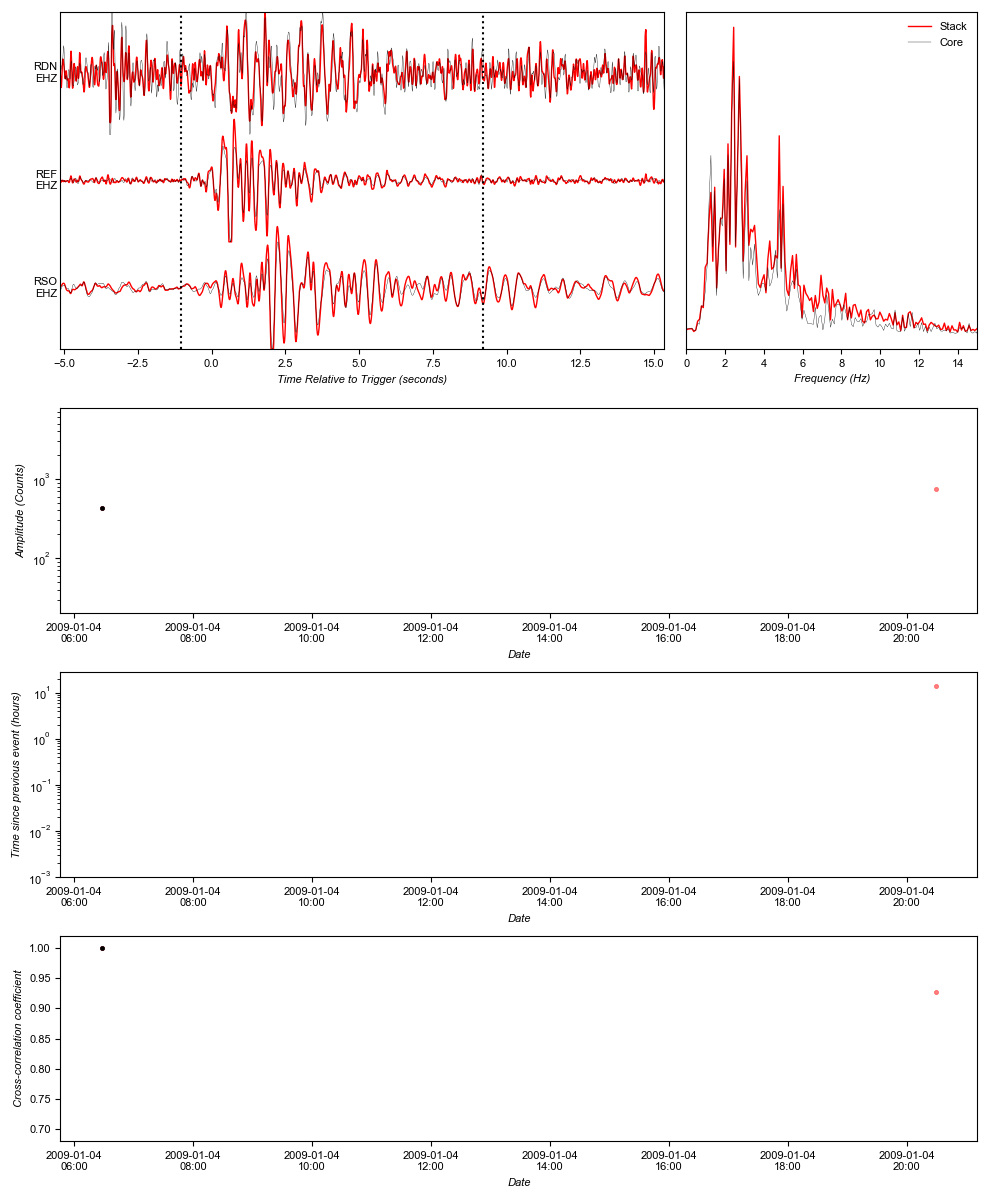 RDN
EHZ
REF
EHZ
RSO
EHZ
−5.0 −2.5 0.0 2.5 5.0 7.5 10.0 12.5 15.0
Time Relative to Trigger (seconds)
Stack
Core
0 2 4 6 8 10 12 14
Frequency (Hz)
Amplitude (Counts)
10³
10²
2009-01-04 2009-01-04 2009-01-04 2009-01-04 2009-01-04 2009-01-04 2009-01-04 2009-01-04
06:00 08:00 10:00 12:00 14:00 16:00 18:00 20:00
Date
Time since previous event (hours)
10¹
10⁰
10⁻¹
10⁻²
10⁻³
2009-01-04 2009-01-04 2009-01-04 2009-01-04 2009-01-04 2009-01-04 2009-01-04 2009-01-04
06:00 08:00 10:00 12:00 14:00 16:00 18:00 20:00
Date
Cross-correlation coefficient
1.00
0.95
0.90
0.85
0.80
0.75
0.70
2009-01-04 2009-01-04 2009-01-04 2009-01-04 2009-01-04 2009-01-04 2009-01-04 2009-01-04
06:00 08:00 10:00 12:00 14:00 16:00 18:00 20:00
Date